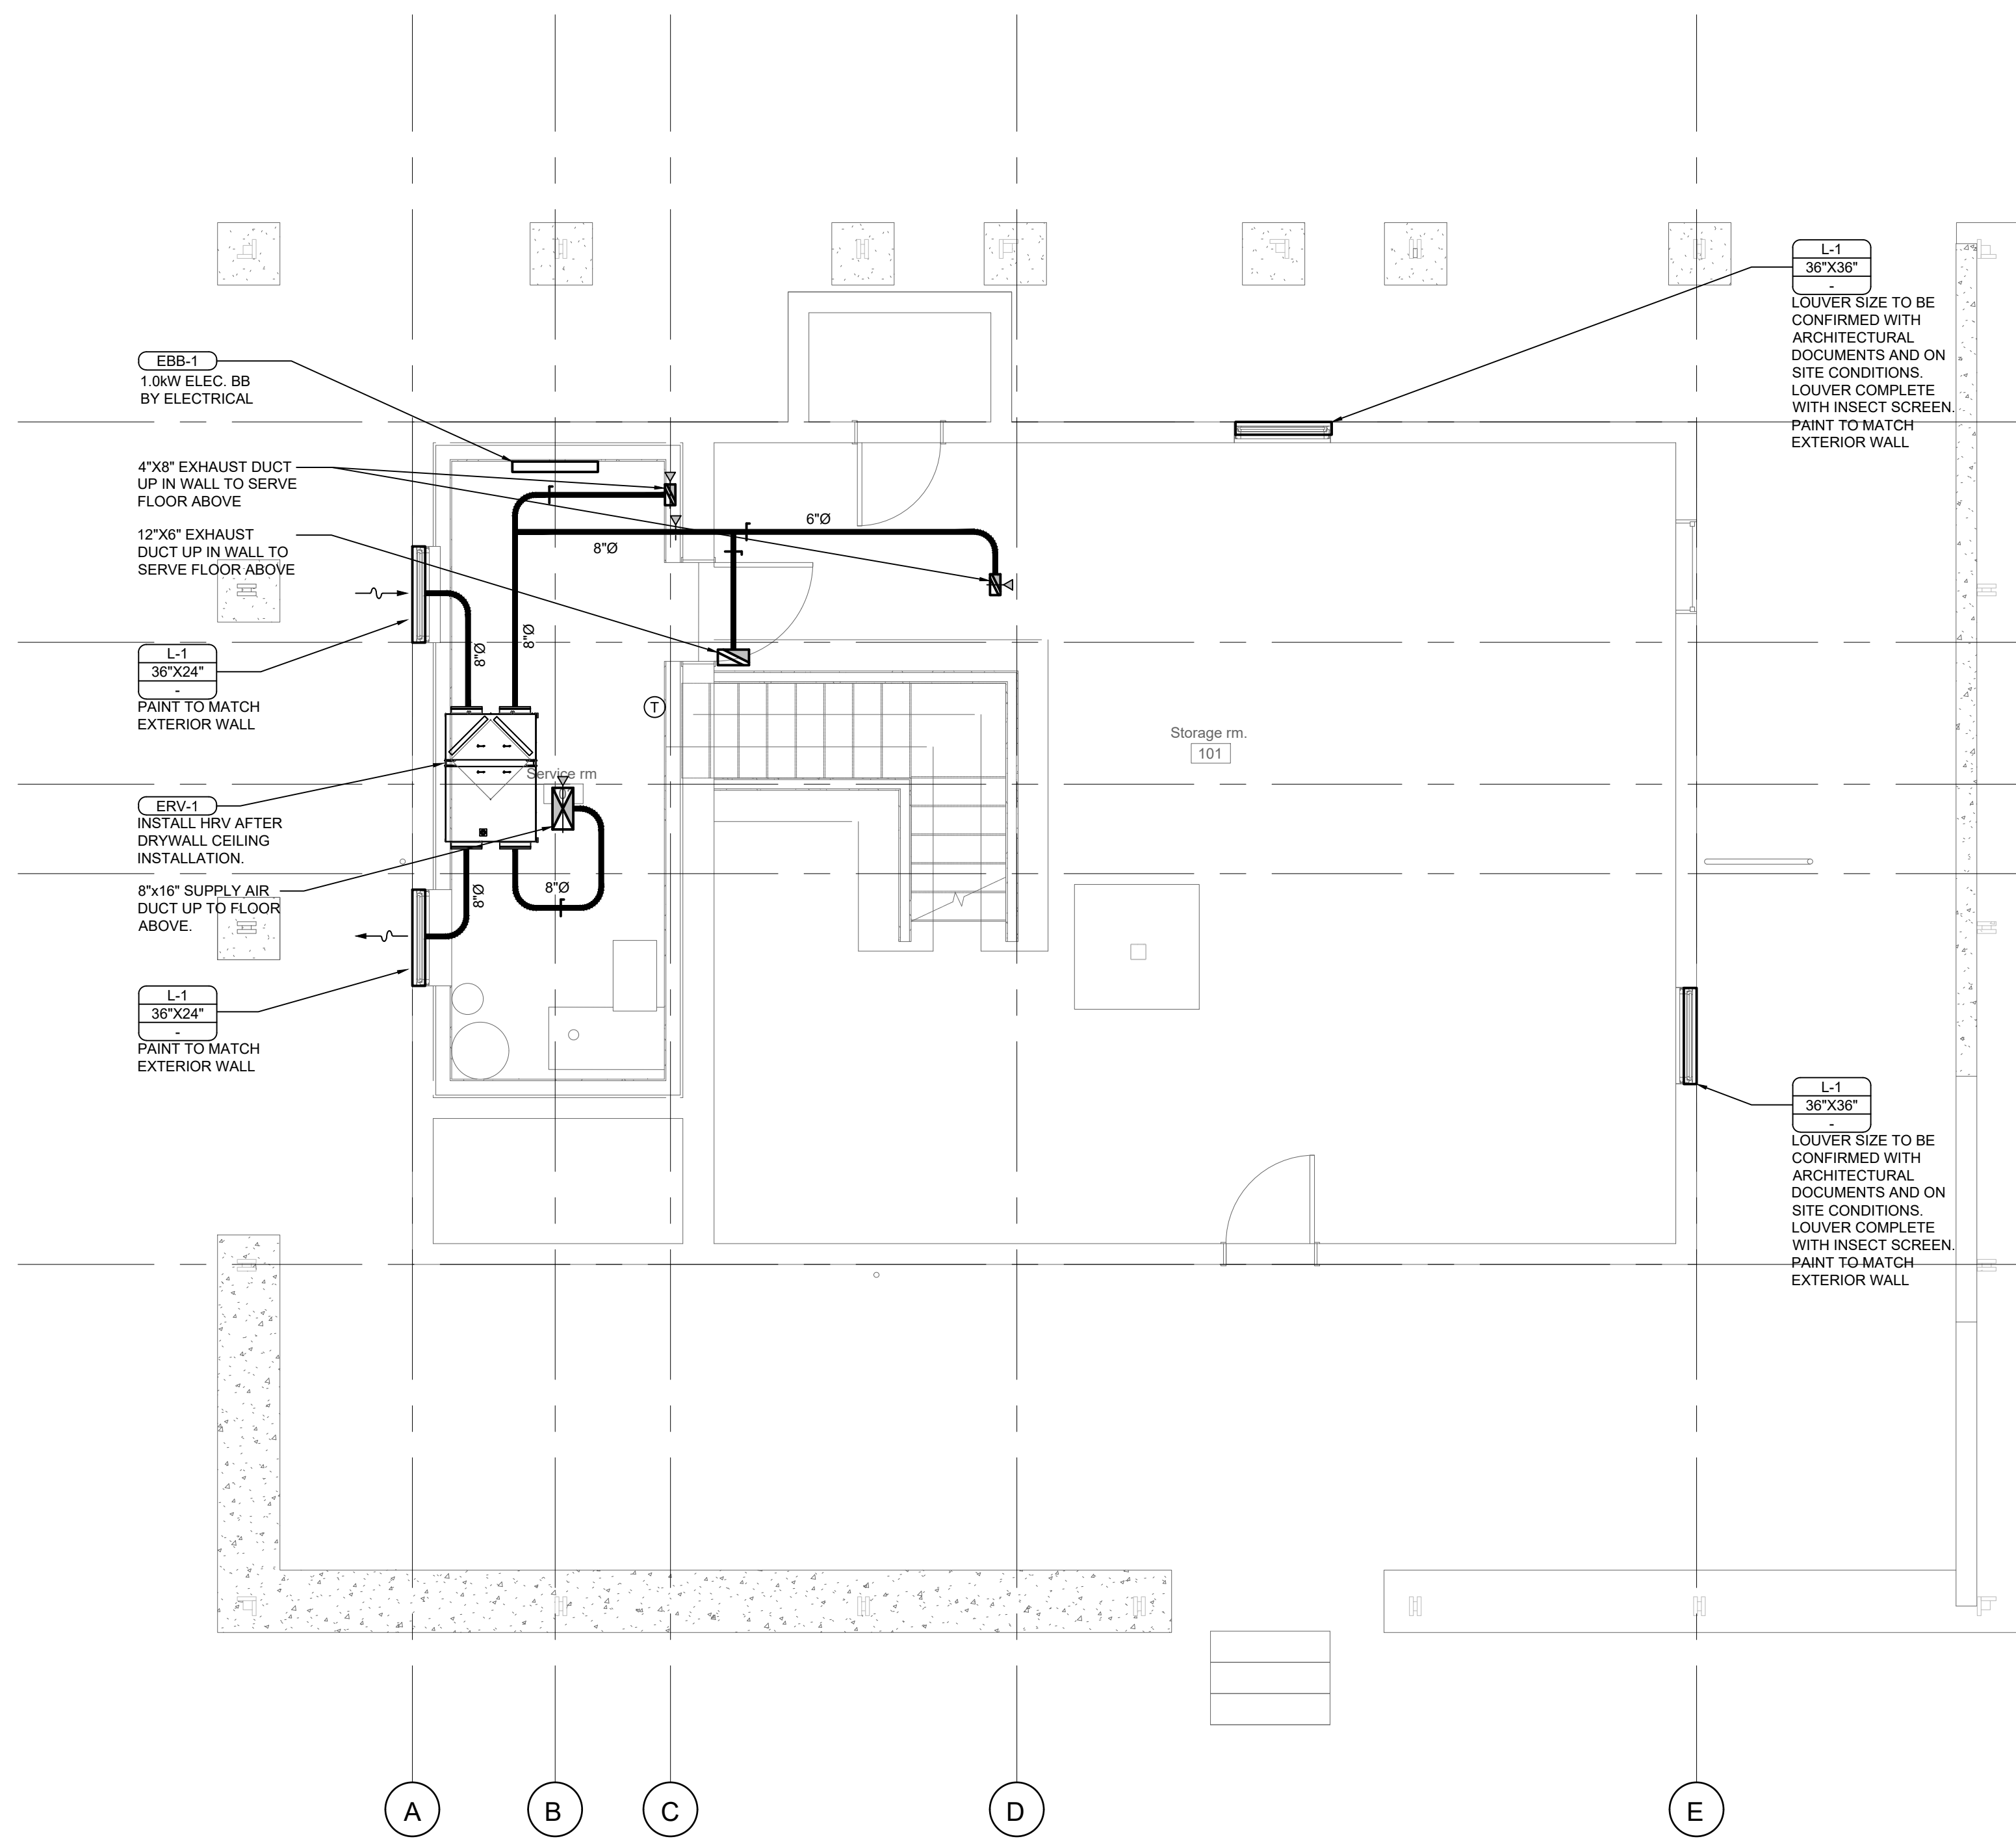 EBB-1
1.0kW ELEC. BB
BY ELECTRICAL
4"X8" EXHAUST DUCT
UP IN WALL TO SERVE
FLOOR ABOVE
12"X6" EXHAUST
DUCT UP IN WALL TO
SERVE FLOOR ABOVE
L-1
36"X24"
-
PAINT TO MATCH
EXTERIOR WALL
ERV-1
INSTALL HRV AFTER
DRYWALL CEILING
INSTALLATION.
8"x16" SUPPLY AIR
DUCT UP TO FLOOR
ABOVE.
L-1
36"X24"
-
PAINT TO MATCH
EXTERIOR WALL
6"Ø
8"Ø
8"Ø
8"Ø
T
Service rm
8"Ø
8"Ø
Storage rm.
101
L-1
36"X36"
-
LOUVER SIZE TO BE
CONFIRMED WITH
ARCHITECTURAL
DOCUMENTS AND ON
SITE CONDITIONS.
LOUVER COMPLETE
WITH INSECT SCREEN.
PAINT TO MATCH
EXTERIOR WALL
L-1
36"X36"
-
LOUVER SIZE TO BE
CONFIRMED WITH
ARCHITECTURAL
DOCUMENTS AND ON
SITE CONDITIONS.
LOUVER COMPLETE
WITH INSECT SCREEN.
PAINT TO MATCH
EXTERIOR WALL
A
B
C
D
E